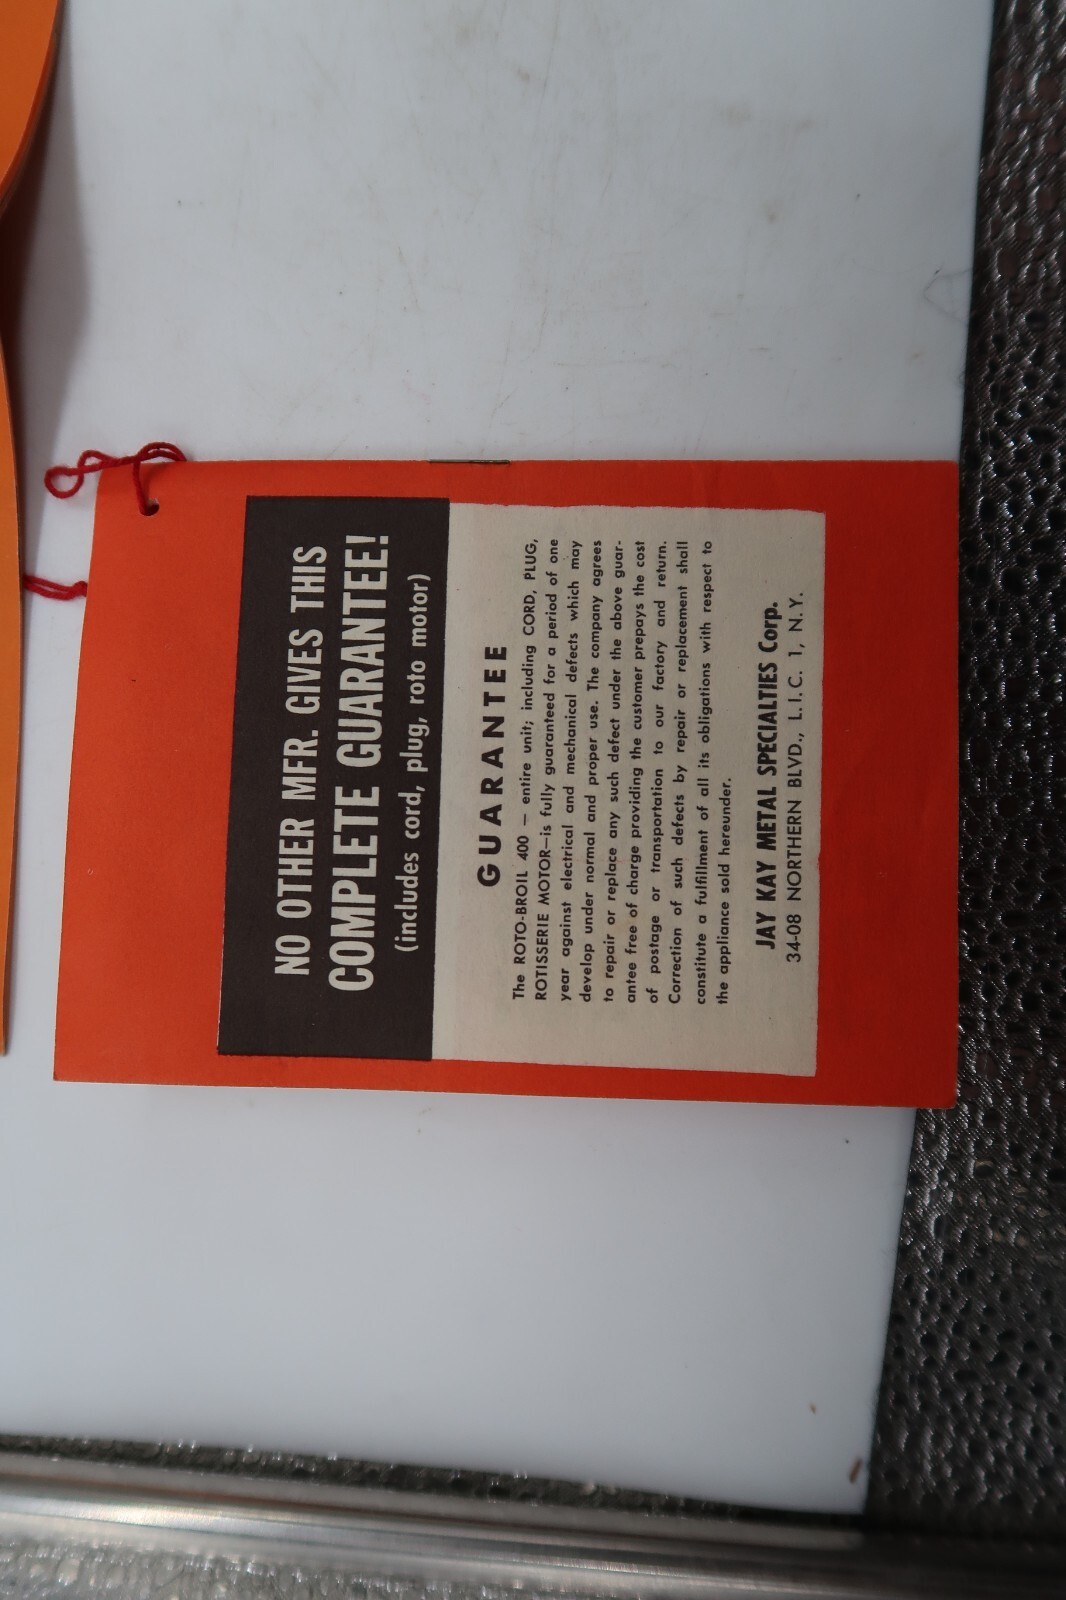 NO OTHER MFR. GIVES THIS
COMPLETE GUARANTEE!
(includes cord, plug, roto motor)
GUARANTEE
The ROTO-BROIL 400 — entire unit; including CORD, PLUG,
ROTISSERIE MOTOR—is fully guaranteed for a period of one
year against electrical and mechanical defects which may
develop under normal and proper use. The company agrees
to repair or replace any such defect under the above guar-
antee free of charge providing the customer prepays the cost
of postage or transportation to our factory and return.
Correction of such defects by repair or replacement shall
constitute a fulfillment of all its obligations with respect to
the appliance sold hereunder.
JAY KAY METAL SPECIALTIES Corp.
34-08 NORTHERN BLVD., L.I.C. 1, N.Y.